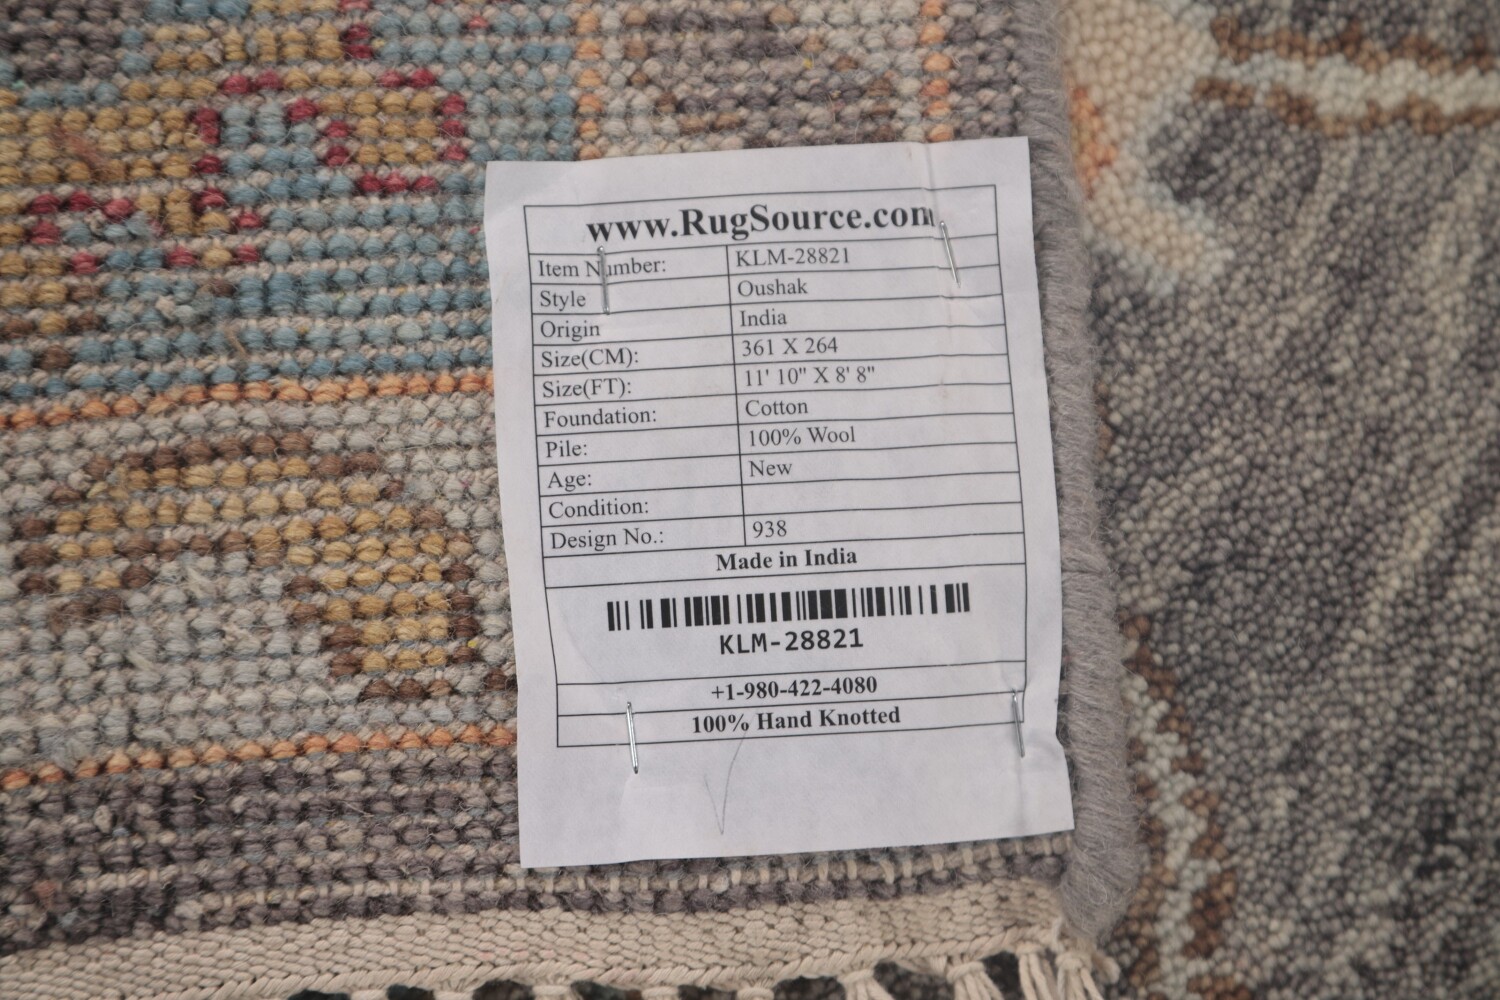 www.RugSource.com
Item Number: KLM-28821
Style Oushak
Origin India
Size(CM): 361 X 264
Size(FT): 11' 10" X 8' 8"
Foundation: Cotton
Pile: 100% Wool
Age: New
Condition:
Design No.: 938
Made in India
KLM-28821
+1-980-422-4080
100% Hand Knotted